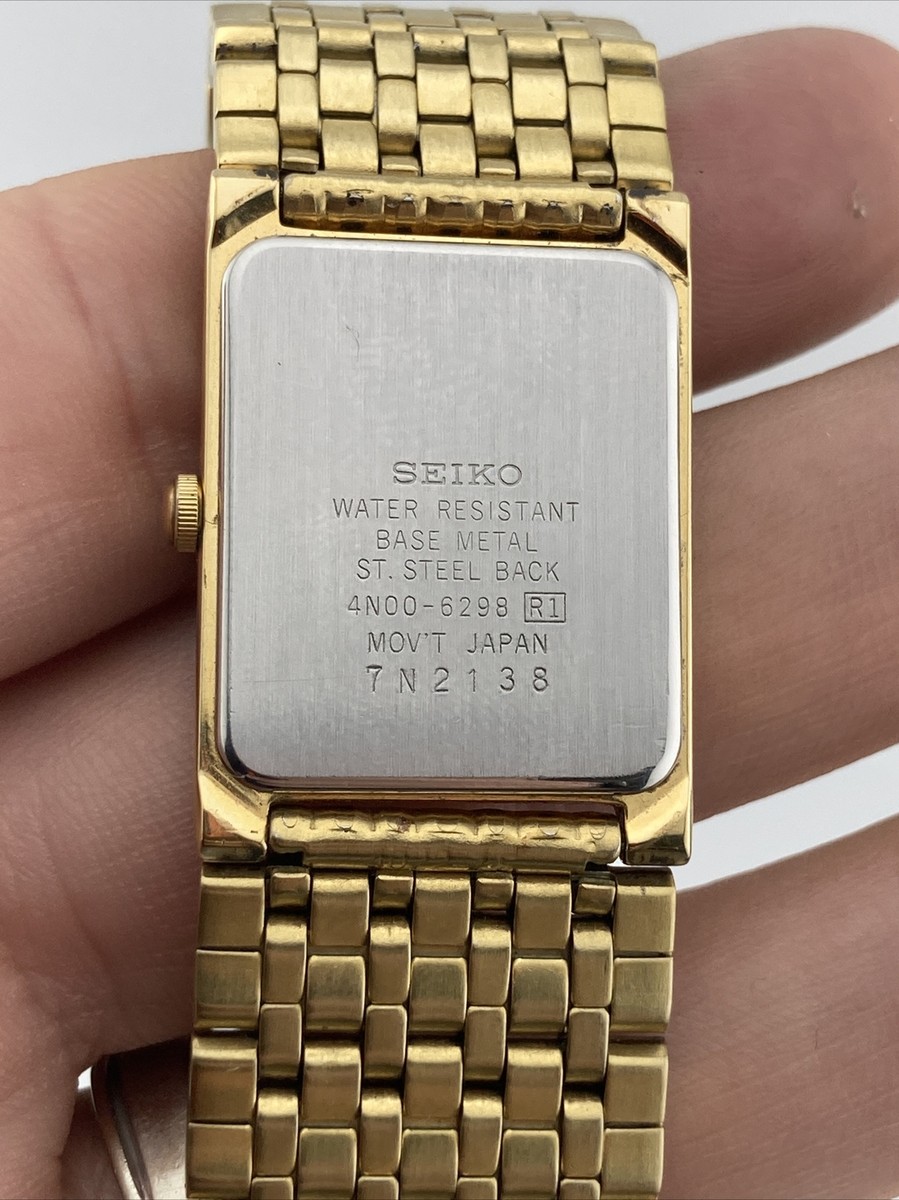 SEIKO
WATER RESISTANT
BASE METAL
ST. STEEL BACK
4N00-6298 R1
MOV'T JAPAN
7N2138